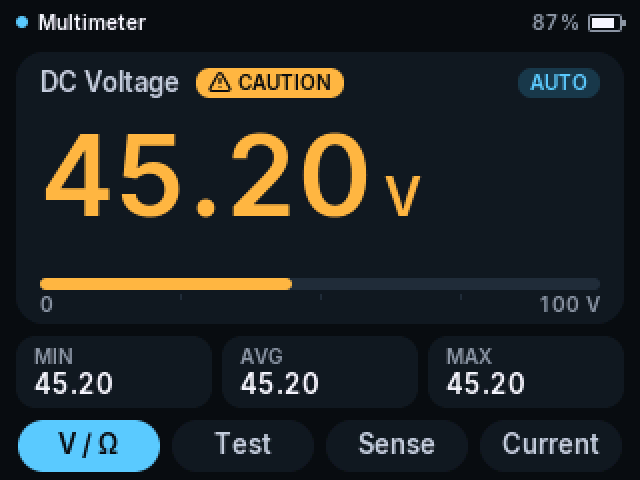 Multimeter 87%
DC Voltage CAUTION AUTO
45.20 V
0 100 V
MIN AVG MAX
45.20 45.20 45.20
V / Ω Test Sense Current